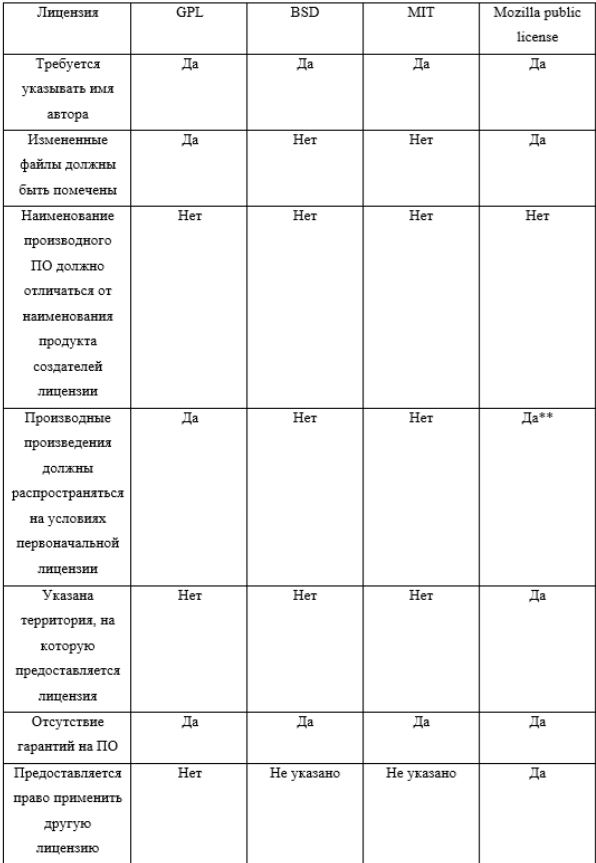 Лицензия GPL BSD MIT Mozilla public
license
Требуется Да Да Да Да
указывать имя
автора
Измененные Да Нет Нет Да
файлы должны
быть помечены
Наименование Нет Нет Нет Нет
производного
ПО должно
отличаться от
наименования
продукта
создателей
лицензии
Производные Да Нет Нет Да**
произведения
должны
распространяться
на условиях
первоначальной
лицензии
Указана Нет Нет Нет Да
территория, на
которую
предоставляется
лицензия
Отсутствие Да Да Да Да
гарантий на ПО
Предоставляется Нет Не указано Не указано Да
право применить
другую
лицензию